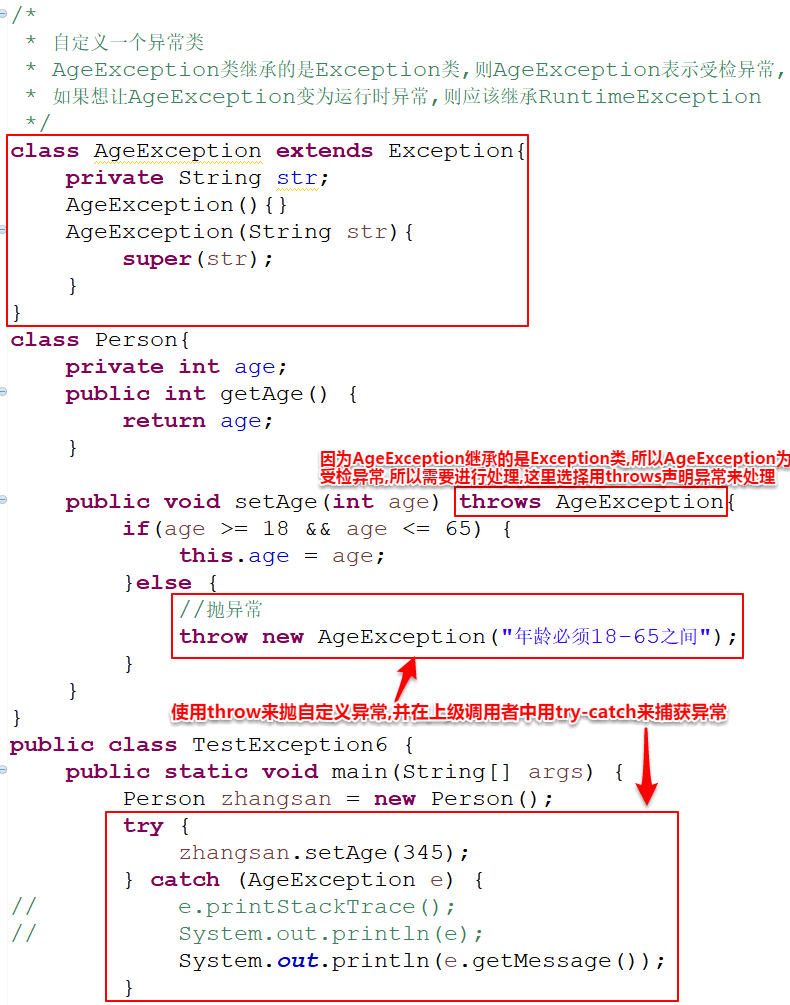 /*
 * 自定义一个异常类
 * AgeException类继承的是Exception类,则AgeException表示受检异常,
 * 如果想让AgeException变为运行时异常,则应该继承RuntimeException
 */
class AgeException extends Exception{
    private String str;
    AgeException(){}
    AgeException(String str){
        super(str);
    }
}
class Person{
    private int age;
    public int getAge() {
        return age;
    }
因为AgeException继承的是Exception类,所以AgeException为
受检异常,所以需要进行处理,这里选择用throws声明异常来处理
    public void setAge(int age) throws AgeException{
        if(age >= 18 && age <= 65) {
            this.age = age;
        }else {
            //抛异常
            throw new AgeException("年龄必须18-65之间");
        }
    }
}
使用throw来抛自定义异常,并在上级调用者中用try-catch来捕获异常
public class TestException6 {
    public static void main(String[] args) {
        Person zhangsan = new Person();
        try {
            zhangsan.setAge(345);
        } catch (AgeException e) {
//          e.printStackTrace();
//          System.out.println(e);
            System.out.println(e.getMessage());
        }